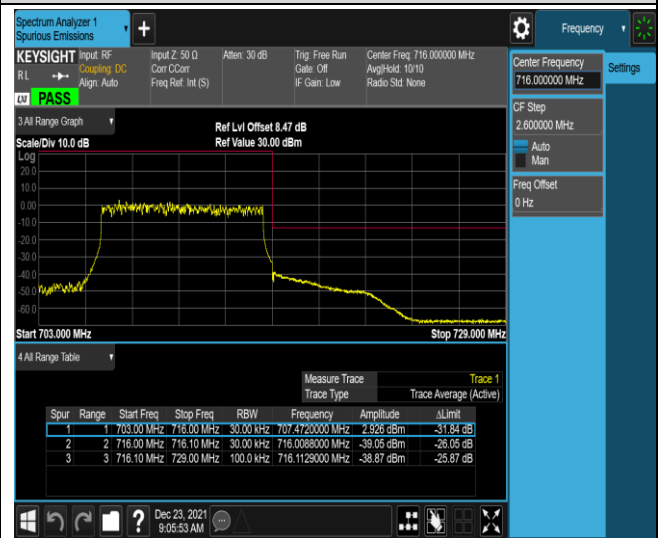 Spectrum Analyzer 1
Spurious Emissions
+
Frequency
KEYSIGHT
RL
Input: RF
Coupling: DC
Align: Auto
Input Z: 50 Ω
Corr CCorr
Freq Ref: Int (S)
Atten: 30 dB
Trig: Free Run
Gate: Off
IF Gain: Low
Center Freq: 716.000000 MHz
Avg|Hold: 10/10
Radio Std: None
PASS
Center Frequency
716.000000 MHz
Settings
CF Step
2.600000 MHz
Auto
Man
Freq Offset
0 Hz
3 All Range Graph
Ref Lvl Offset 8.47 dB
Scale/Div 10.0 dB
Ref Value 30.00 dBm
Log
20.0
10.0
0.00
-10.0
-20.0
-30.0
-40.0
-50.0
-60.0
Start 703.000 MHz
Stop 729.000 MHz
4 All Range Table
Measure Trace Trace 1
Trace Type Trace Average (Active)
Spur Range Start Freq Stop Freq RBW Frequency Amplitude ΔLimit
1 1 703.00 MHz 716.00 MHz 30.00 kHz 707.4720000 MHz 2.926 dBm -31.84 dB
2 2 716.00 MHz 716.10 MHz 30.00 kHz 716.0088000 MHz -39.05 dBm -26.05 dB
3 3 716.10 MHz 729.00 MHz 100.0 kHz 716.1129000 MHz -38.87 dBm -25.87 dB
?
Dec 23, 2021
9:05:53 AM